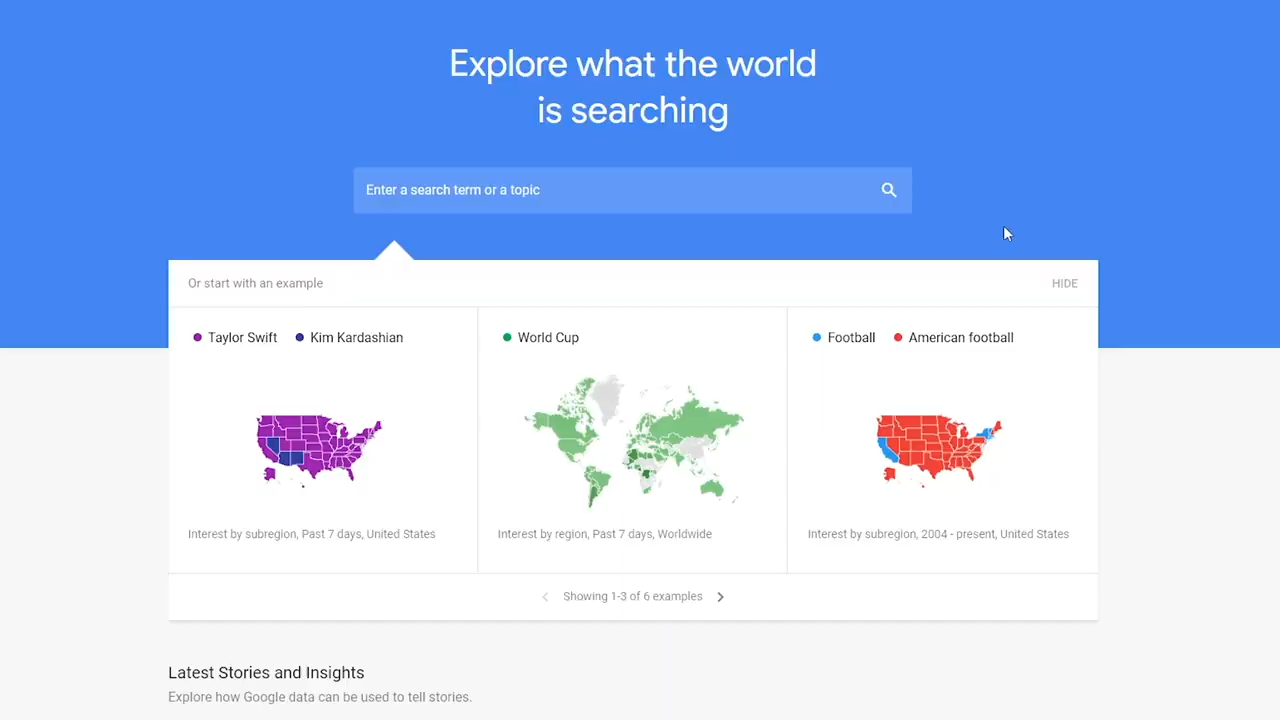 Explore what the world
is searching
Enter a search term or a topic
Or start with an example
HIDE
Taylor Swift Kim Kardashian
World Cup
Football American football
Interest by subregion, Past 7 days, United States
Interest by region, Past 7 days, Worldwide
Interest by subregion, 2004 - present, United States
Showing 1-3 of 6 examples
Latest Stories and Insights
Explore how Google data can be used to tell stories.